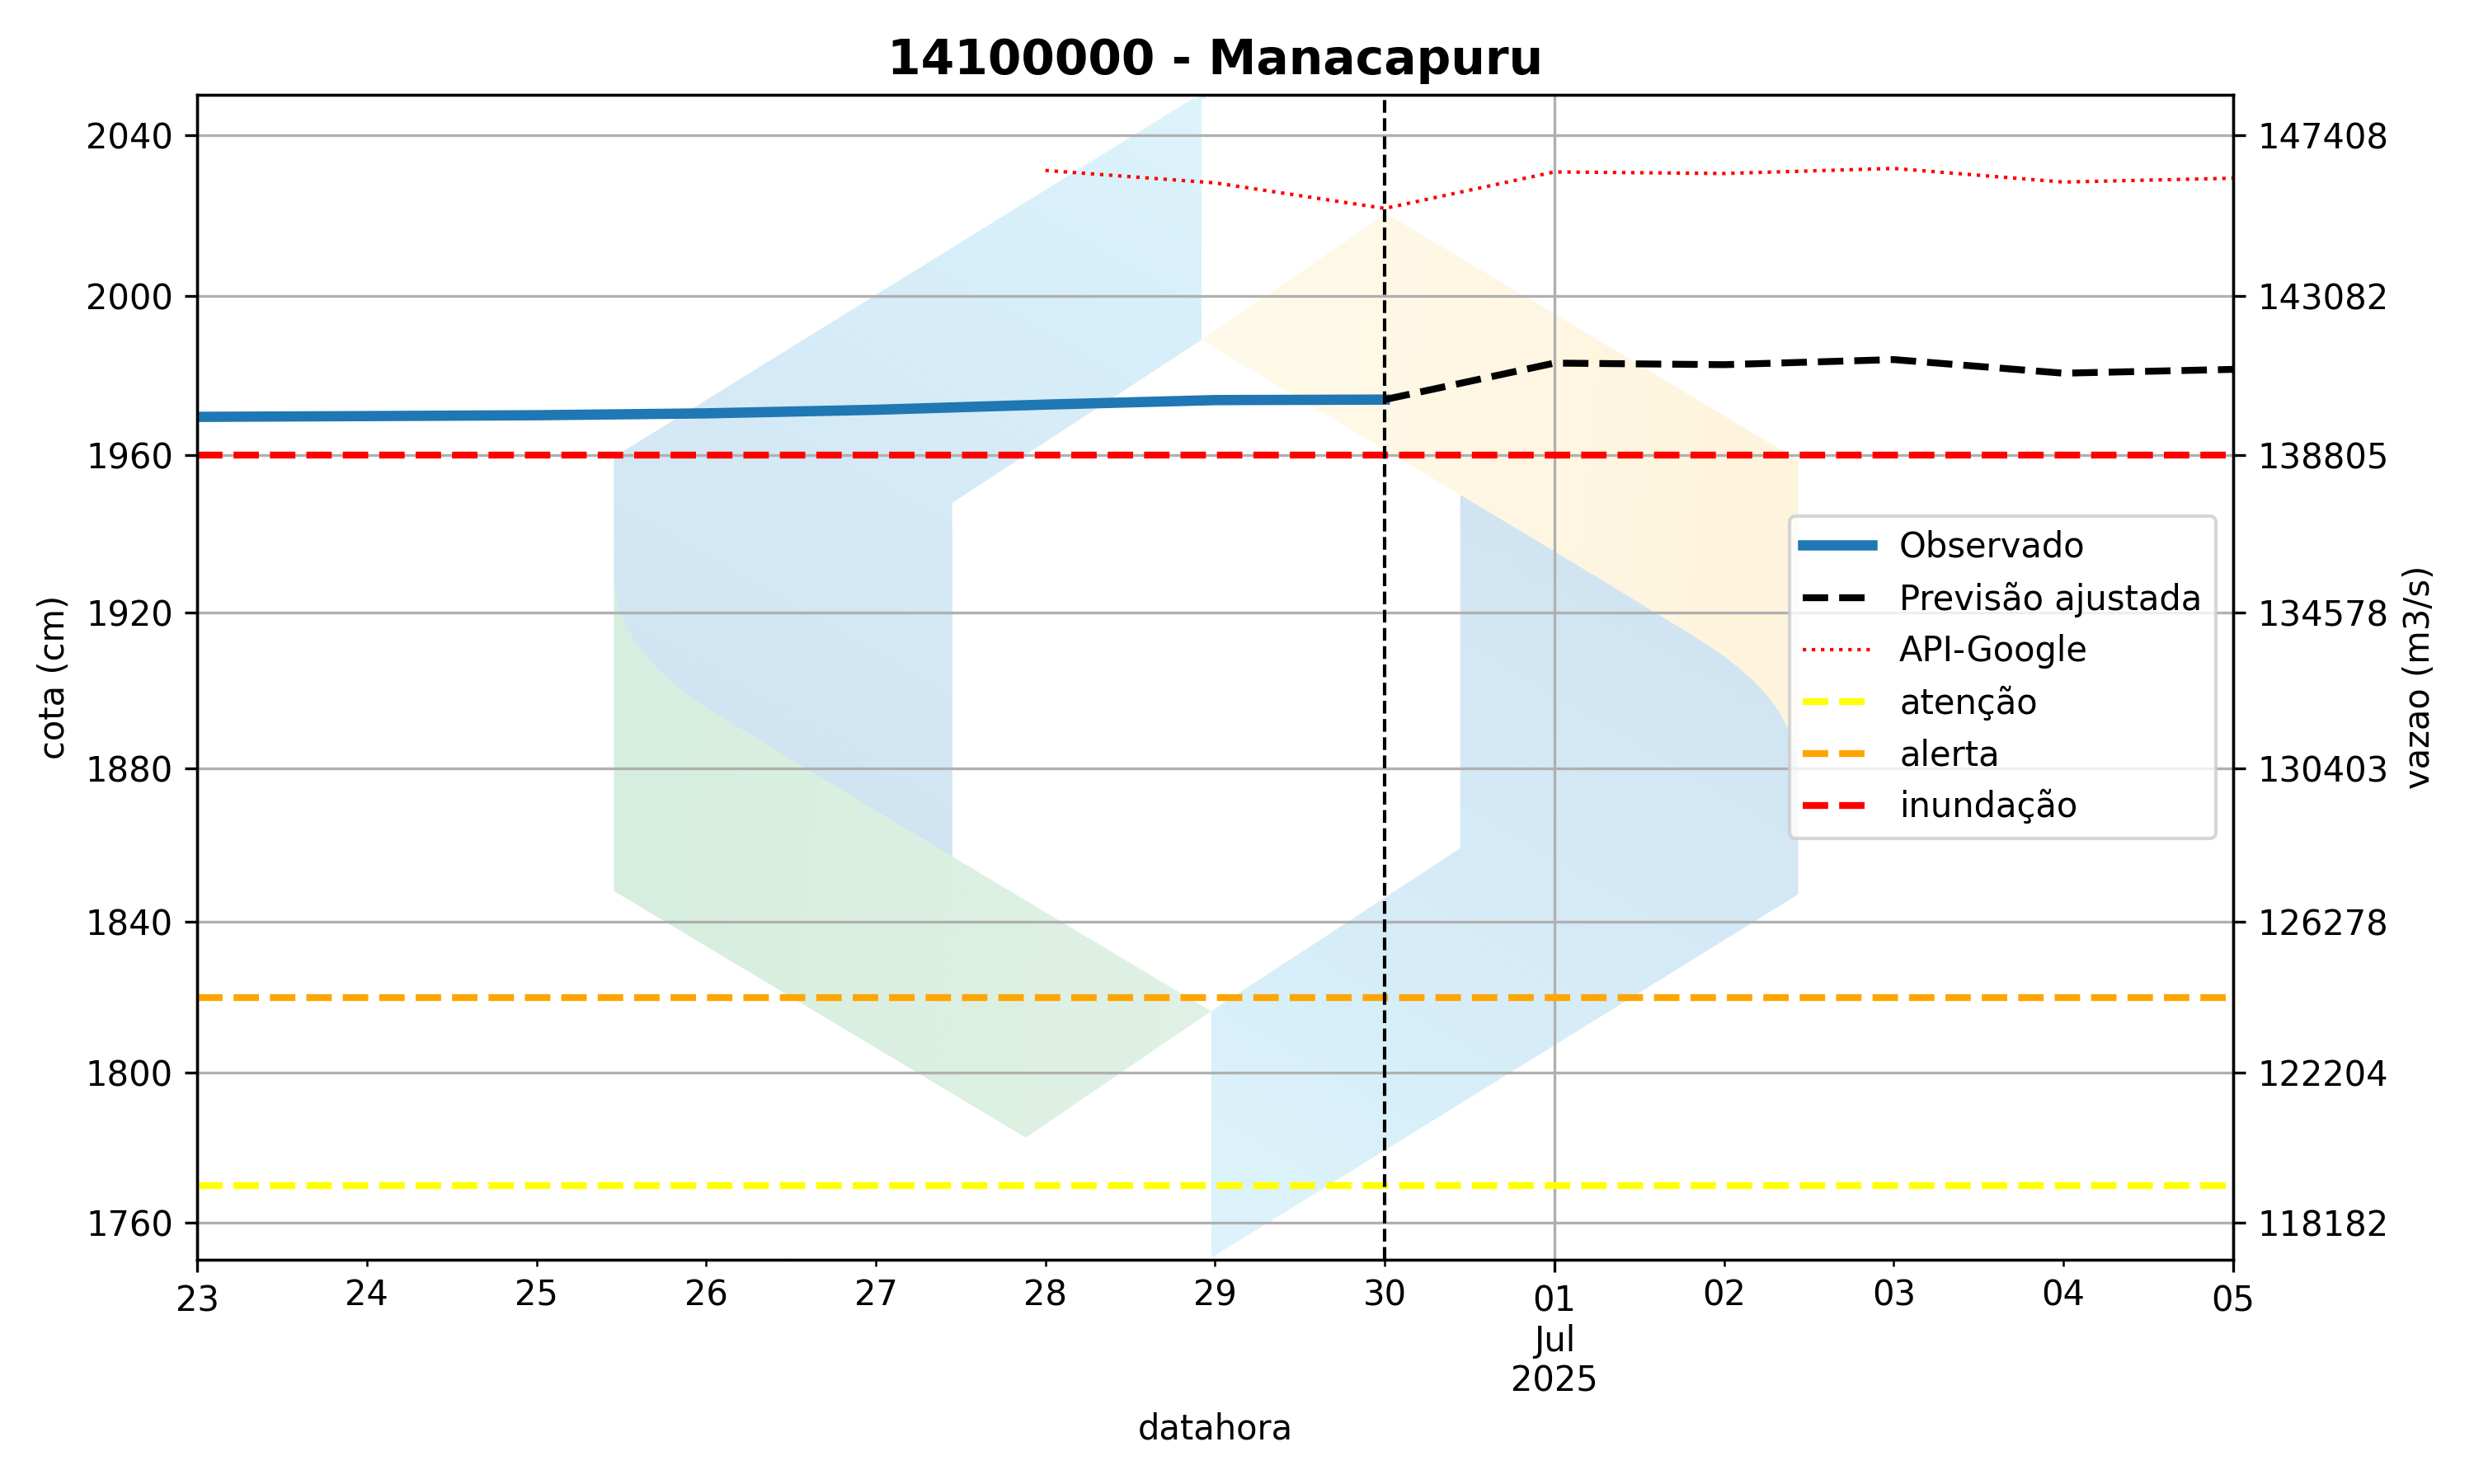 14100000 - Manacapuru
2040
2000
1960
1920
1880
1840
1800
1760
cota (cm)
147408
143082
138805
134578
130403
126278
122204
118182
vazao (m3/s)
Observado
Previsão ajustada
API-Google
atenção
alerta
inundação
23 24 25 26 27 28 29 30 01 02 03 04 05
Jul
2025
datahora